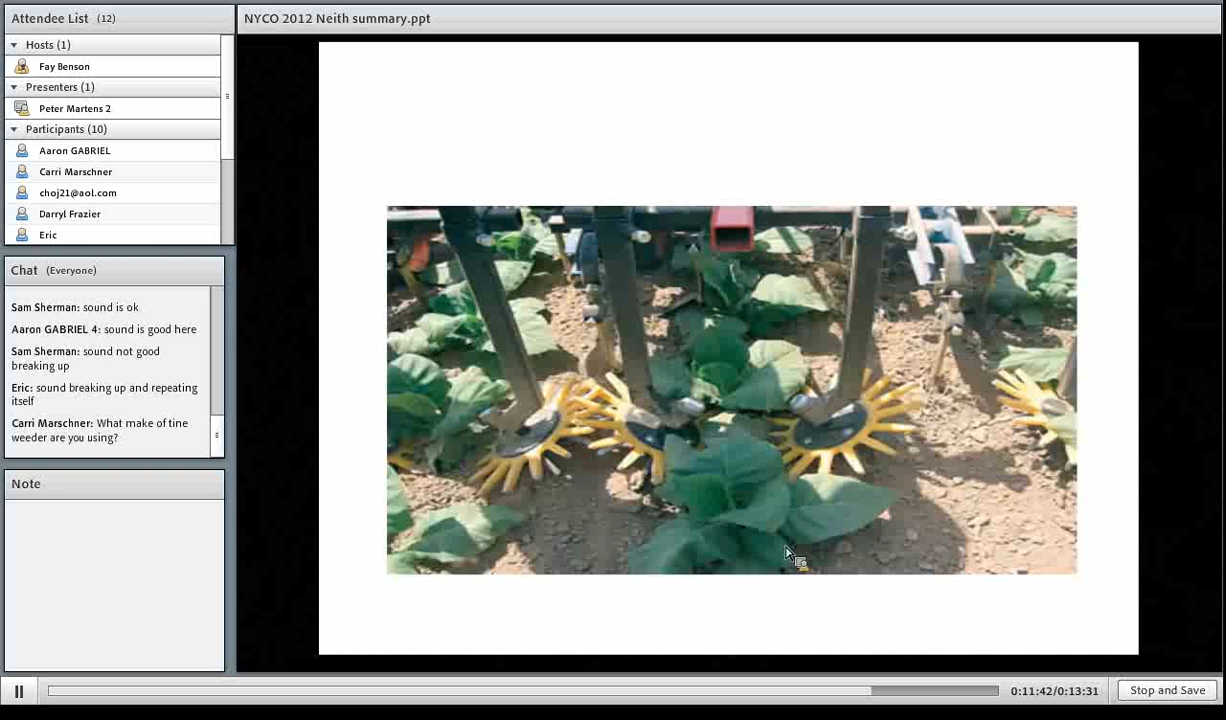 Attendee List (12)
Hosts (1)
Fay Benson
Presenters (1)
Peter Martens 2
Participants (10)
Aaron GABRIEL
Carri Marschner
choj21@aol.com
Darryl Frazier
Eric
Chat (Everyone)
Sam Sherman: sound is ok
Aaron GABRIEL 4: sound is good here
Sam Sherman: sound not good
breaking up
Eric: sound breaking up and repeating
itself
Carri Marschner: What make of tine
weeder are you using?
Note
NYCO 2012 Neith summary.ppt
0:11:42/0:13:31
Stop and Save